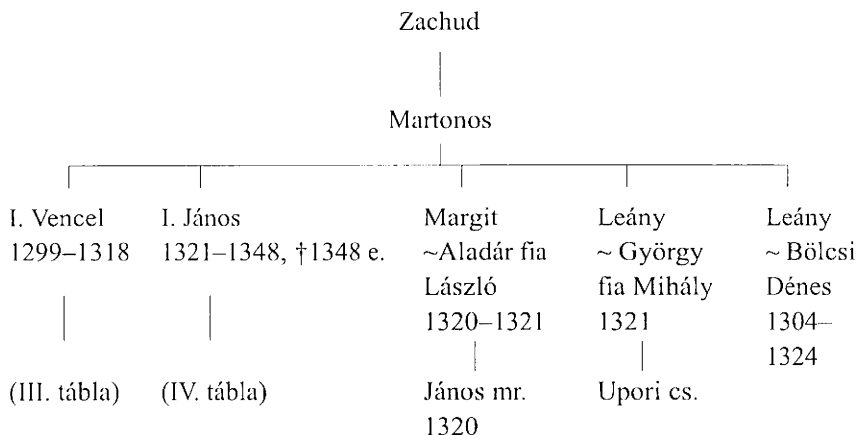 Zachud
Martonos
I. Vencel
1299–1318
(III. tábla)
I. János
1321–1348, †1348 e.
(IV. tábla)
Margit
~Aladár fia
László
1320–1321
János mr.
1320
Leány
~ György
fia Mihály
1321
Upori cs.
Leány
~ Bölcsi
Dénes
1304–
1324